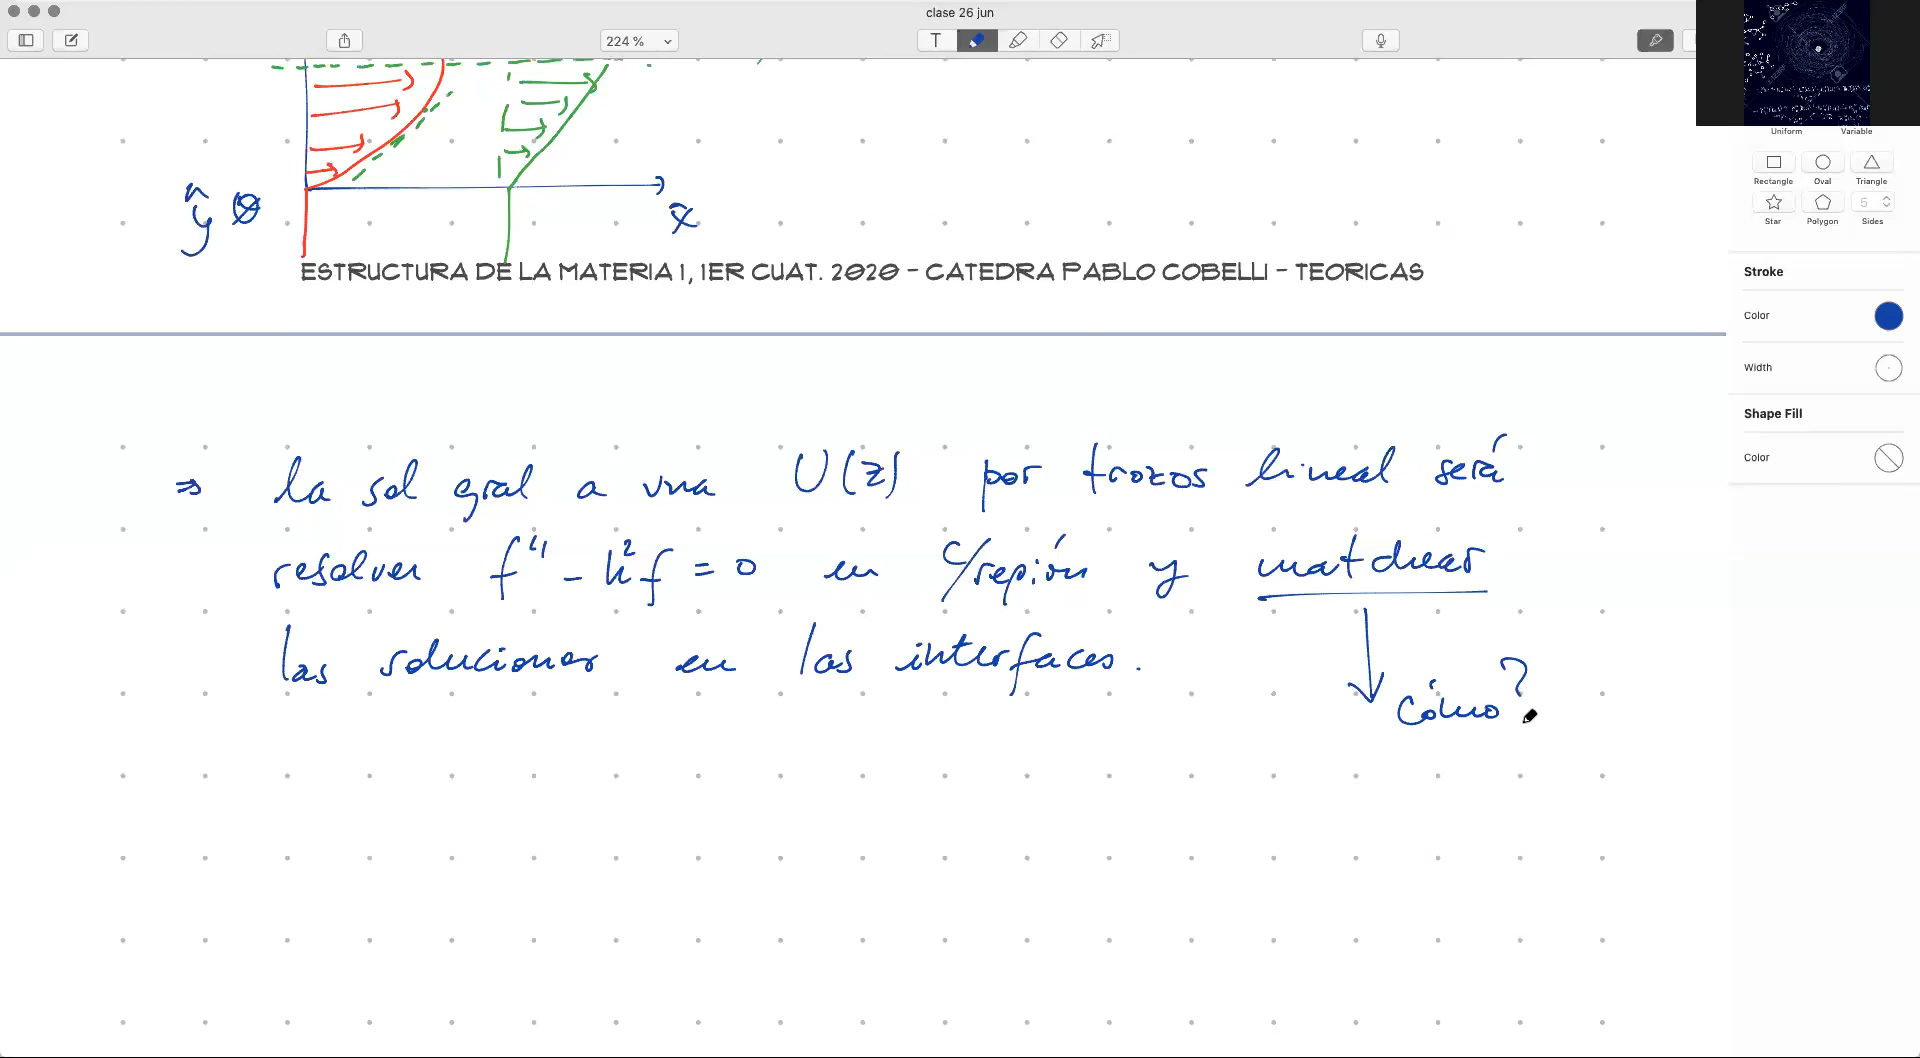 clase 26 jun
224 %
T
Uniform Variable
Rectangle Oval Triangle
5
Star Polygon Sides
ŷ
x̂
ESTRUCTURA DE LA MATERIA 1, 1ER CUAT. 2020 - CATEDRA PABLO COBELLI - TEORICAS
Stroke
Color
Width
Shape Fill
Color
⇒ la sol gral a una U(z) por trozos lineal será
resolver f'' - k²f = 0 en c/región y matchear
las soluciones en las interfaces.
Cómo?